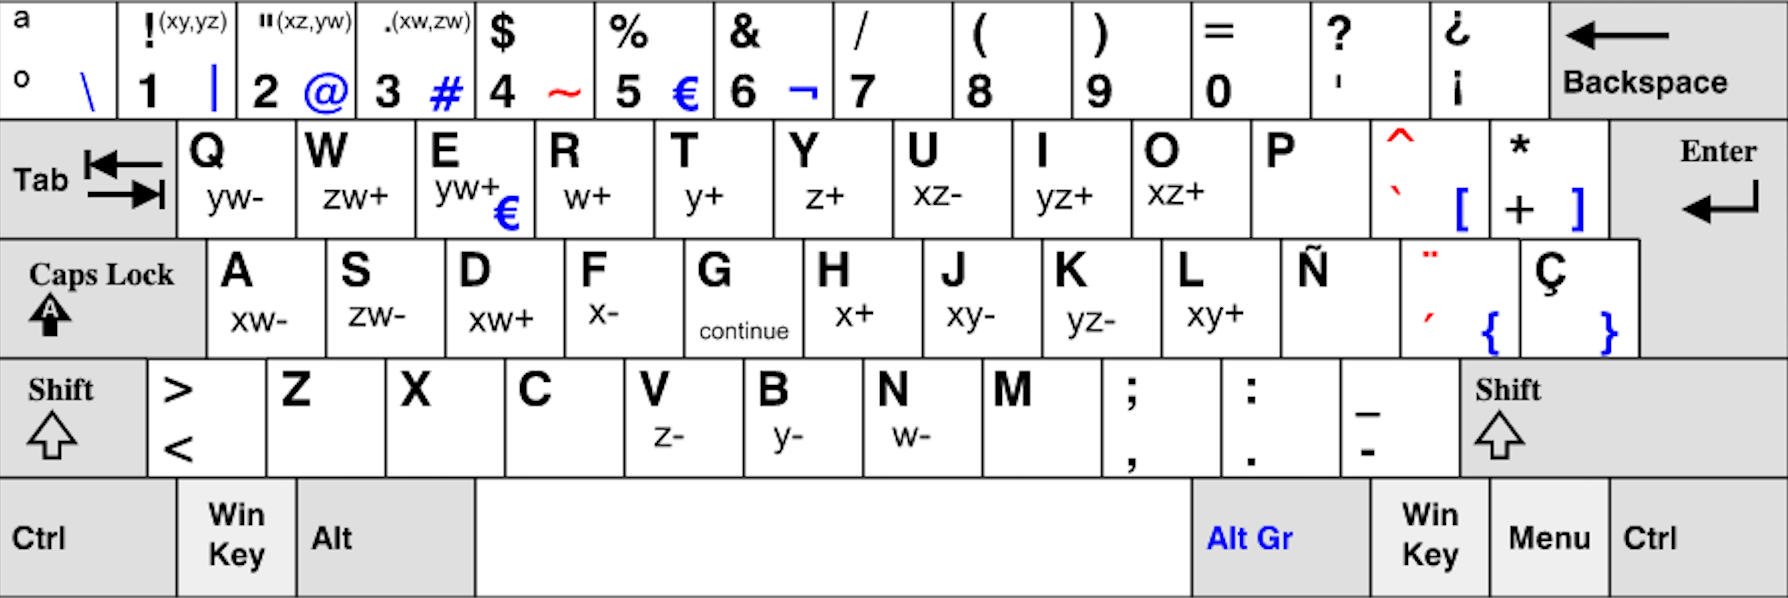 a ! (xy,yz) " (xz,yw) . (xw,zw) $ % & / ( ) = ? ¿
o \ 1 | 2 @ 3 # 4 ~ 5 € 6 ¬ 7 8 9 0 ' ¡ Backspace
Q W E R T Y U I O P ^ * Enter
Tab yw- zw+ yw+ € w+ y+ z+ xz- yz+ xz+ ` [ + ]
Caps Lock A S D F G H J K L Ñ ¨ Ç
A xw- zw- xw+ x- continue x+ xy- yz- xy+ ´ { }
Shift > Z X C V B N M ; : _ Shift
< z- y- w- , . -
Ctrl Win Key Alt Alt Gr Win Key Menu Ctrl